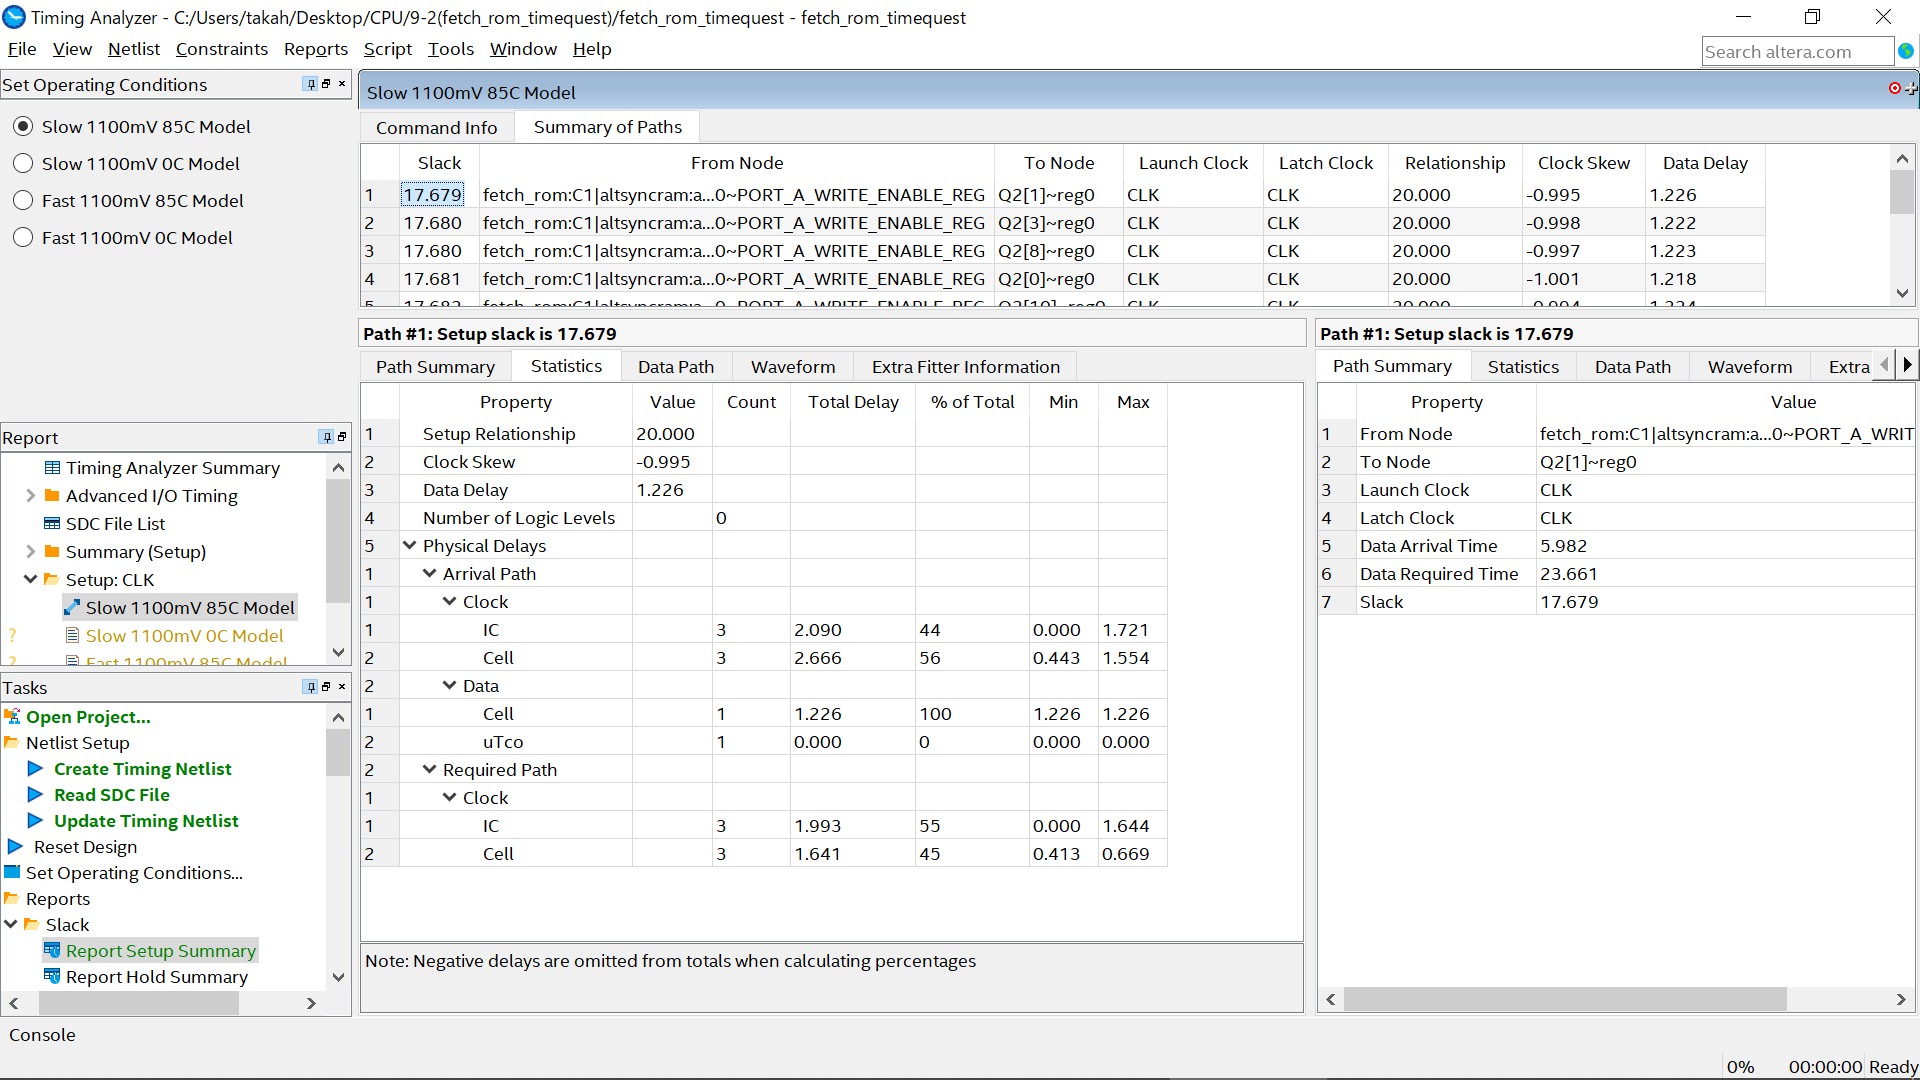 Timing Analyzer - C:/Users/takah/Desktop/CPU/9-2(fetch_rom_timequest)/fetch_rom_timequest - fetch_rom_timequest
File View Netlist Constraints Reports Script Tools Window Help
Search altera.com
Set Operating Conditions
Slow 1100mV 85C Model
Slow 1100mV 0C Model
Fast 1100mV 85C Model
Fast 1100mV 0C Model
Report
Timing Analyzer Summary
Advanced I/O Timing
SDC File List
Summary (Setup)
Setup: CLK
Slow 1100mV 85C Model
? Slow 1100mV 0C Model
? Fast 1100mV 85C Model
Tasks
Open Project...
Netlist Setup
Create Timing Netlist
Read SDC File
Update Timing Netlist
Reset Design
Set Operating Conditions...
Reports
Slack
Report Setup Summary
Report Hold Summary
Slow 1100mV 85C Model
Command Info Summary of Paths
Slack From Node To Node Launch Clock Latch Clock Relationship Clock Skew Data Delay
1 17.679 fetch_rom:C1|altsyncram:a...0~PORT_A_WRITE_ENABLE_REG Q2[1]~reg0 CLK CLK 20.000 -0.995 1.226
2 17.680 fetch_rom:C1|altsyncram:a...0~PORT_A_WRITE_ENABLE_REG Q2[3]~reg0 CLK CLK 20.000 -0.998 1.222
3 17.680 fetch_rom:C1|altsyncram:a...0~PORT_A_WRITE_ENABLE_REG Q2[8]~reg0 CLK CLK 20.000 -0.997 1.223
4 17.681 fetch_rom:C1|altsyncram:a...0~PORT_A_WRITE_ENABLE_REG Q2[0]~reg0 CLK CLK 20.000 -1.001 1.218
5 17.682 fetch_rom:C1|altsyncram:a...0~PORT_A_WRITE_ENABLE_REG Q2[10]~reg0 CLK CLK 20.000 -0.994 1.224
Path #1: Setup slack is 17.679
Path Summary Statistics Data Path Waveform Extra Fitter Information
Property Value Count Total Delay % of Total Min Max
1 Setup Relationship 20.000
2 Clock Skew -0.995
3 Data Delay 1.226
4 Number of Logic Levels 0
5 Physical Delays
1 Arrival Path
1 Clock
1 IC 3 2.090 44 0.000 1.721
2 Cell 3 2.666 56 0.443 1.554
2 Data
1 Cell 1 1.226 100 1.226 1.226
2 uTco 1 0.000 0 0.000 0.000
2 Required Path
1 Clock
1 IC 3 1.993 55 0.000 1.644
2 Cell 3 1.641 45 0.413 0.669
Note: Negative delays are omitted from totals when calculating percentages
Path #1: Setup slack is 17.679
Path Summary Statistics Data Path Waveform Extra
Property Value
1 From Node fetch_rom:C1|altsyncram:a...0~PORT_A_WRIT
2 To Node Q2[1]~reg0
3 Launch Clock CLK
4 Latch Clock CLK
5 Data Arrival Time 5.982
6 Data Required Time 23.661
7 Slack 17.679
Console
0% 00:00:00 Ready